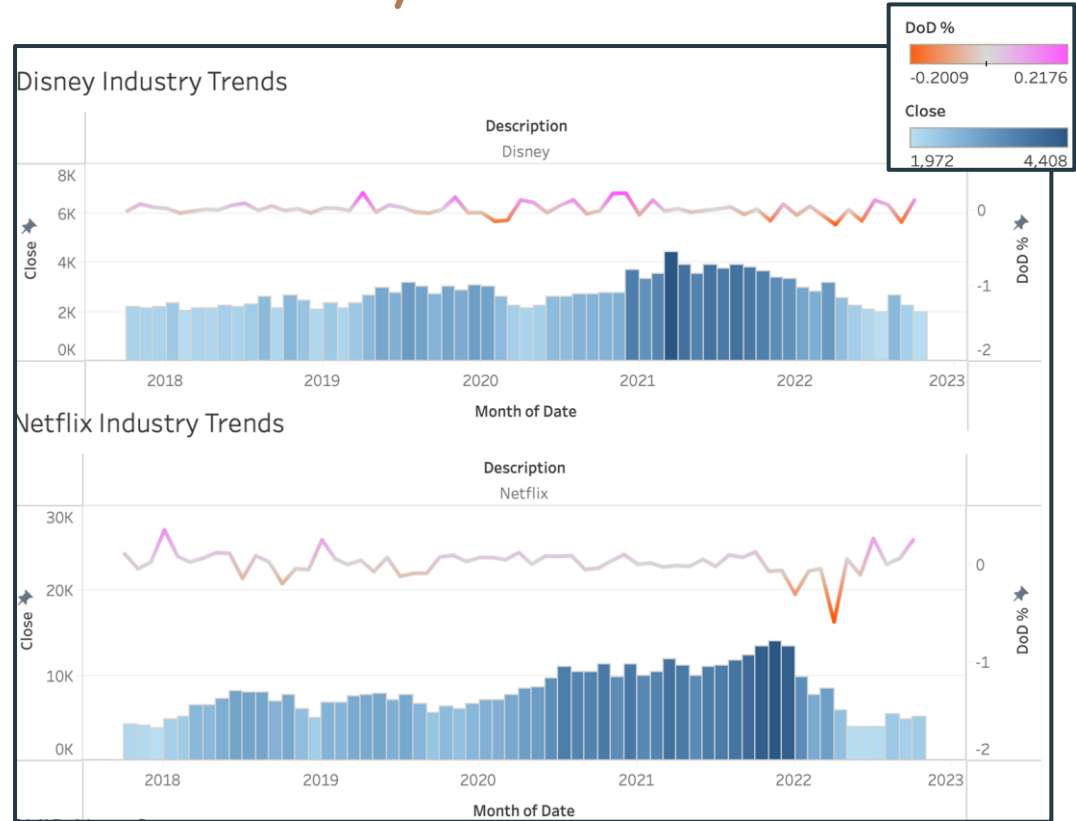 DoD %
-0.2009 0.2176
Close
1,972 4,408
Disney Industry Trends
Description
Disney
8K
6K
4K
2K
0K
Close
0
-1
-2
DoD %
2018 2019 2020 2021 2022 2023
Month of Date
Netflix Industry Trends
Description
Netflix
30K
20K
10K
0K
Close
0
-1
-2
DoD %
2018 2019 2020 2021 2022 2023
Month of Date